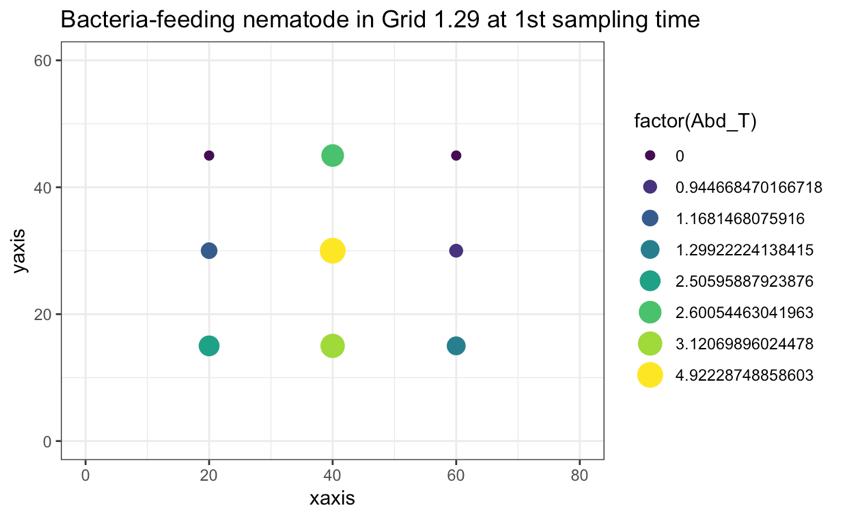 Bacteria-feeding nematode in Grid 1.29 at 1st sampling time
60
40
20
0
yaxis
0 20 40 60 80
xaxis
factor(Abd_T)
0
0.944668470166718
1.1681468075916
1.29922224138415
2.50595887923876
2.60054463041963
3.12069896024478
4.92228748858603